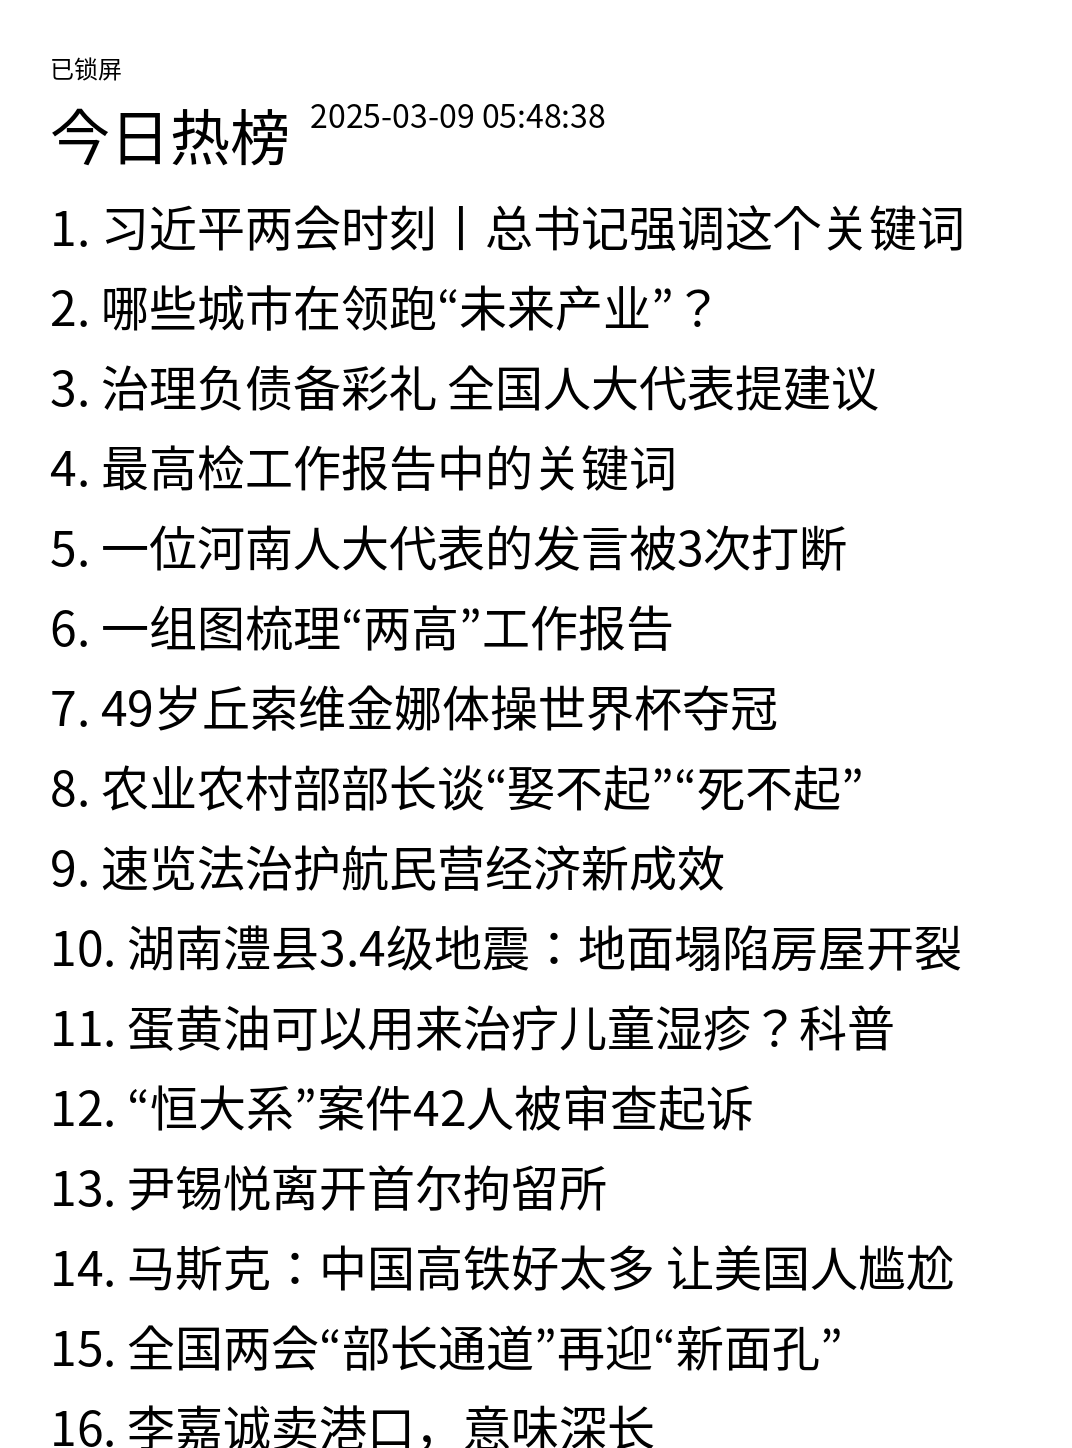 已锁屏
今日热榜 2025-03-09 05:48:38
1. 习近平两会时刻丨总书记强调这个关键词
2. 哪些城市在领跑“未来产业”？
3. 治理负债备彩礼 全国人大代表提建议
4. 最高检工作报告中的关键词
5. 一位河南人大代表的发言被3次打断
6. 一组图梳理“两高”工作报告
7. 49岁丘索维金娜体操世界杯夺冠
8. 农业农村部部长谈“娶不起”“死不起”
9. 速览法治护航民营经济新成效
10. 湖南澧县3.4级地震：地面塌陷房屋开裂
11. 蛋黄油可以用来治疗儿童湿疹？科普
12. “恒大系”案件42人被审查起诉
13. 尹锡悦离开首尔拘留所
14. 马斯克：中国高铁好太多 让美国人尴尬
15. 全国两会“部长通道”再迎“新面孔”
16. 李嘉诚卖港口，意味深长